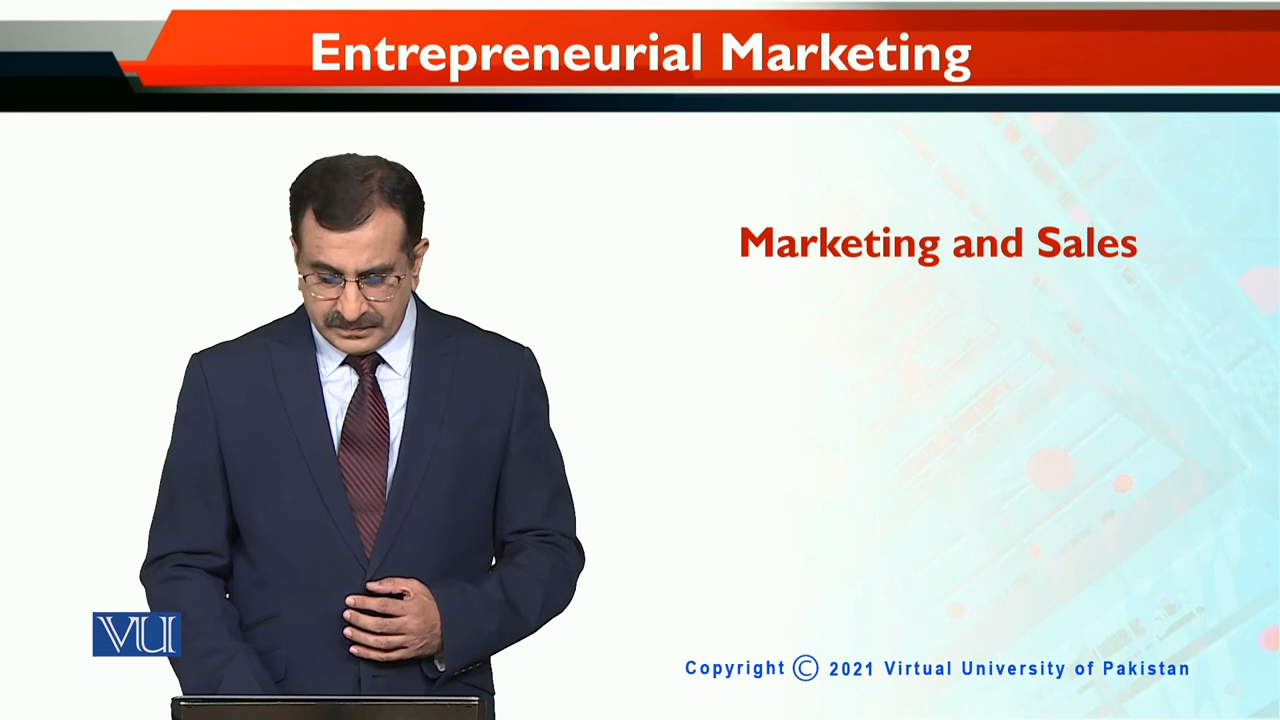 Entrepreneurial Marketing
Marketing and Sales
VU
Copyright © 2021 Virtual University of Pakistan